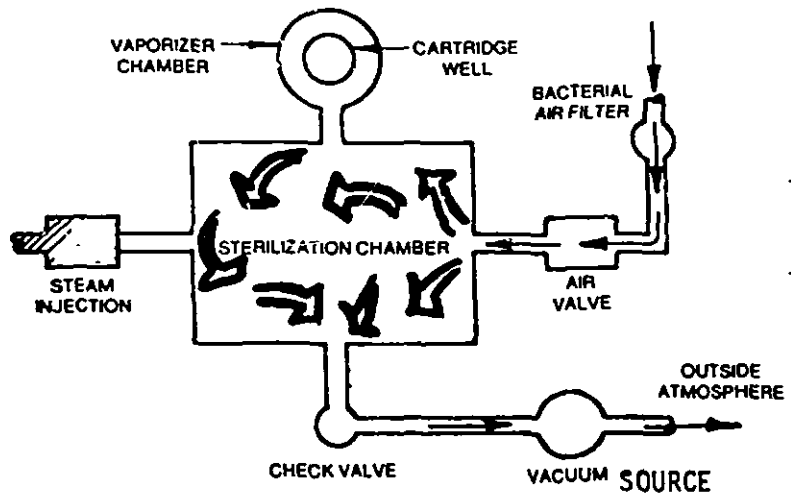 VAPORIZER
CHAMBER
CARTRIDGE
WELL
BACTERIAL
AIR FILTER
STERILIZATION CHAMBER
STEAM
INJECTION
AIR
VALVE
OUTSIDE
ATMOSPHERE
CHECK VALVE
VACUUM SOURCE